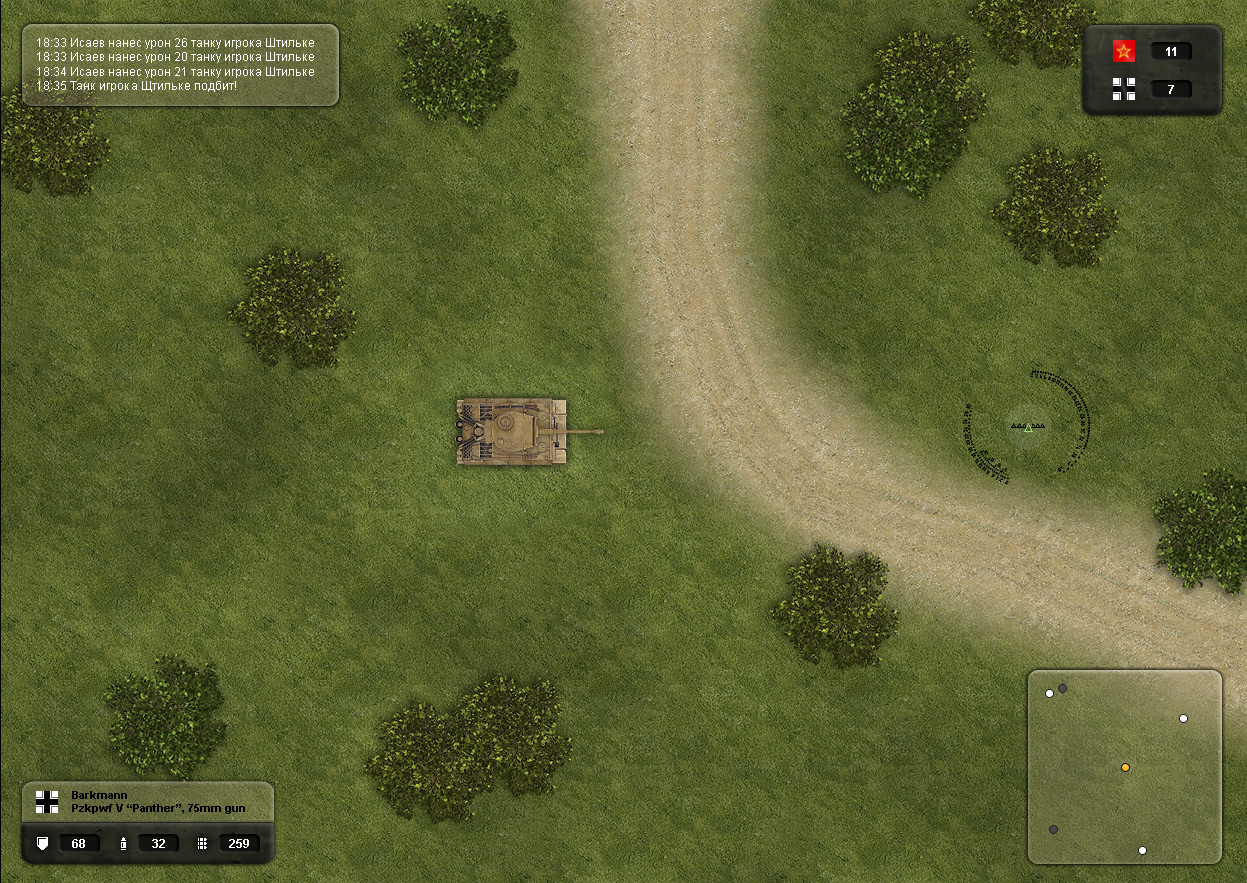 18:33 Исаев нанес урон 26 танку игрока Штильке
18:33 Исаев нанес урон 20 танку игрока Штильке
18:34 Исаев нанес урон 21 танку игрока Штильке
18:35 Танк игрока Щтильке подбит!
11
7
Barkmann
Pzkpwf V “Panther”, 75mm gun
68 32 259